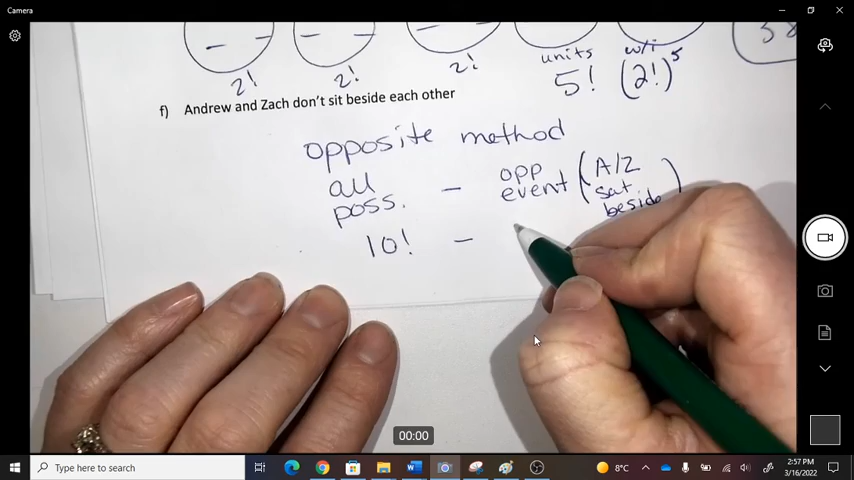 Camera
2! 2! 2! units w/i 38
5! (2!)⁵
f) Andrew and Zach don't sit beside each other
opposite method
all poss. — opp event (A/Z sat beside)
10! —
00:00
Type here to search
8°C
2:57 PM
3/16/2022